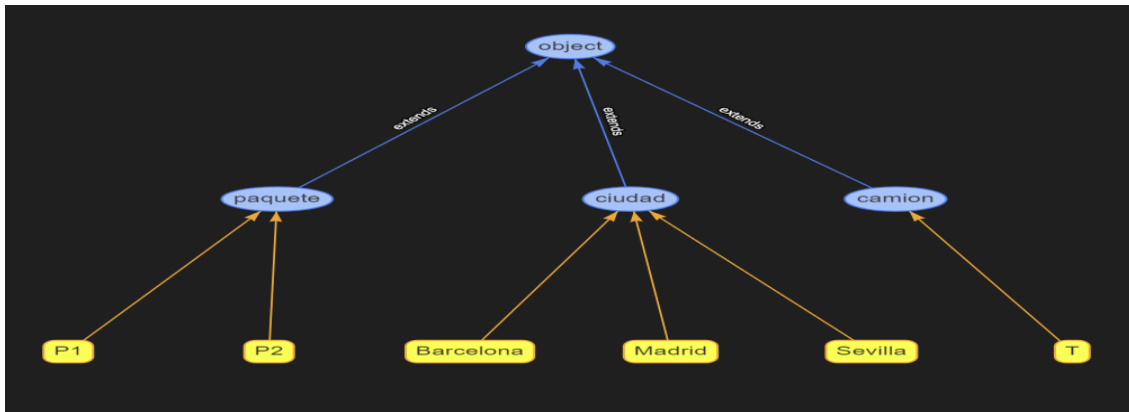 object
extends
extends
extends
paquete
ciudad
camion
P1
P2
Barcelona
Madrid
Sevilla
T